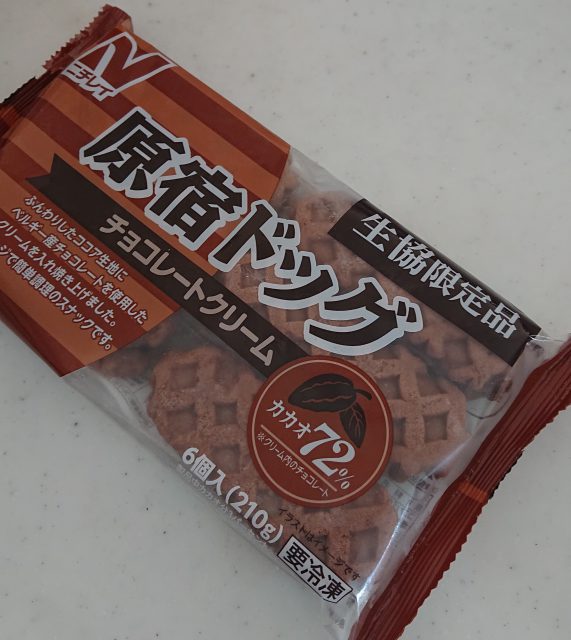 ニチレイ
原宿ドッグ
チョコレートクリーム
生協限定品
ふんわりしたココア生地に
ベルギー産チョコレートを使用した
クリームを入れ焼き上げました。
ジで簡単調理のスナックです。
カカオ72%
※クリーム内のチョコレート
6個入(210g)
イラストはイメージです
要冷凍